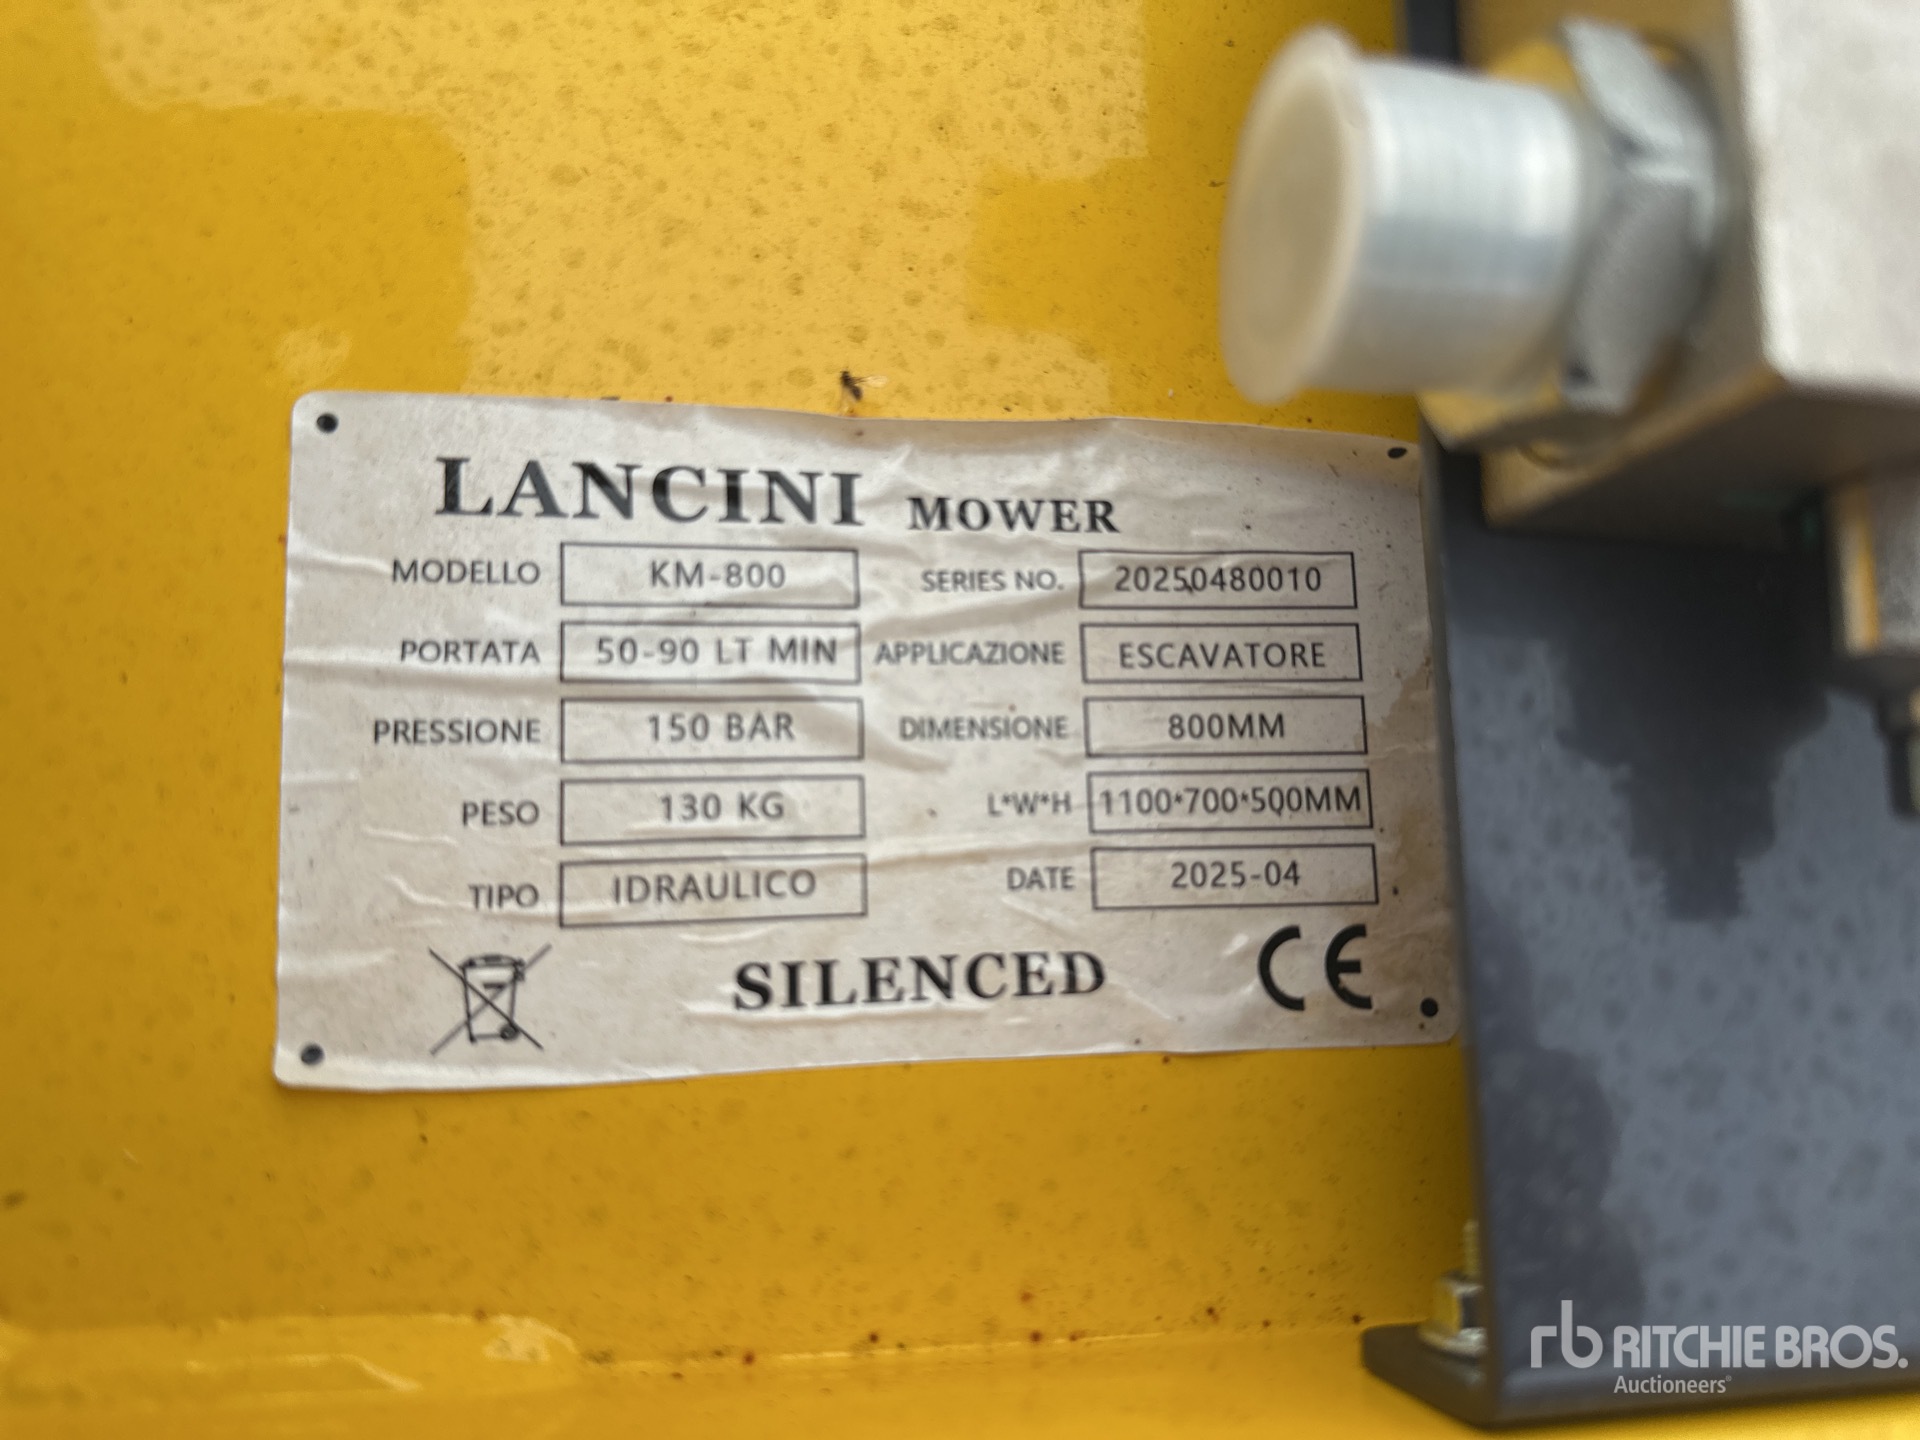 LANCINI MOWER
MODELLO KM-800 SERIES NO. 20250480010
PORTATA 50-90 LT MIN APPLICAZIONE ESCAVATORE
PRESSIONE 150 BAR DIMENSIONE 800MM
PESO 130 KG L*W*H 1100*700*500MM
TIPO IDRAULICO DATE 2025-04
SILENCED CE
rb RITCHIE BROS.
Auctioneers